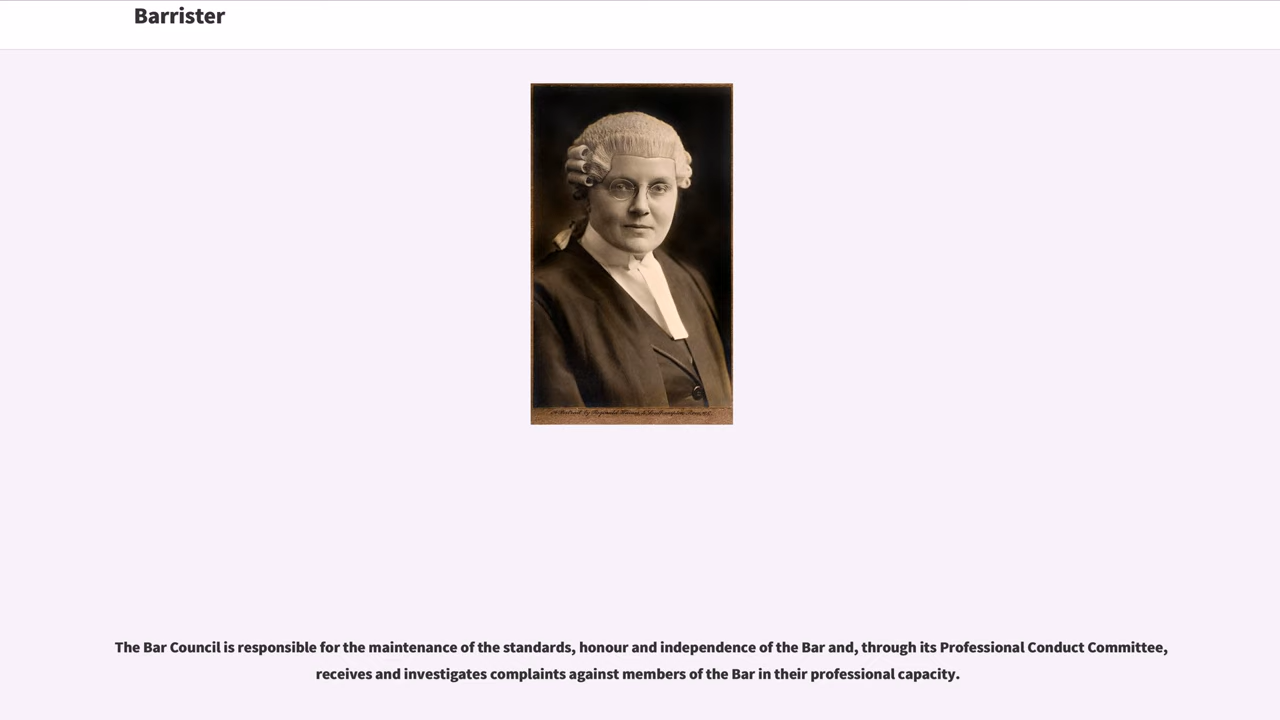 Barrister
The Bar Council is responsible for the maintenance of the standards, honour and independence of the Bar and, through its Professional Conduct Committee,
receives and investigates complaints against members of the Bar in their professional capacity.